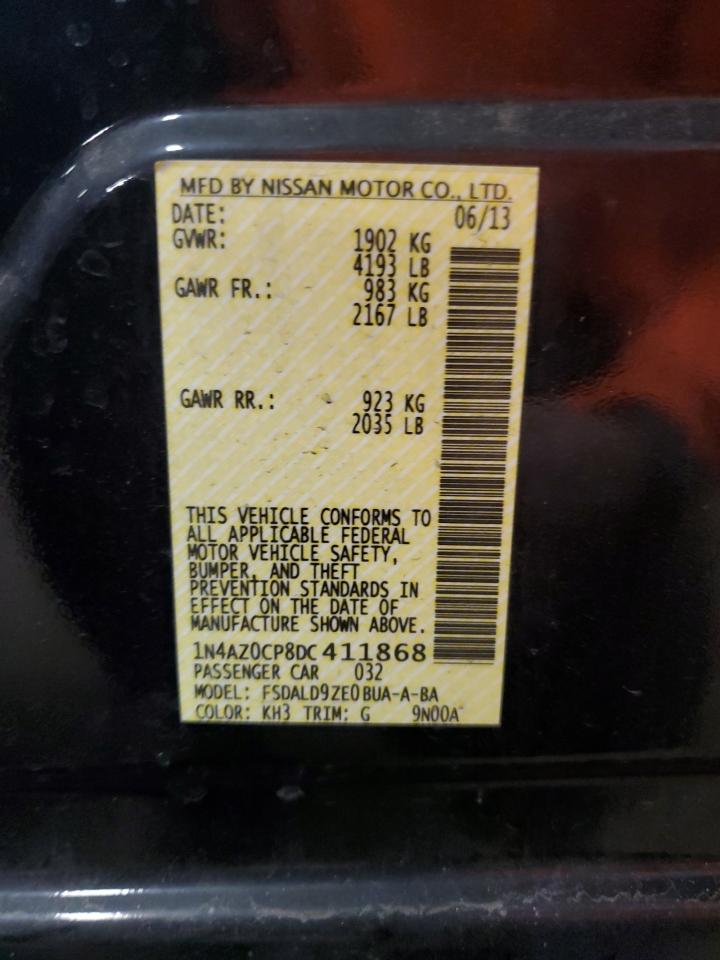 MFD BY NISSAN MOTOR CO., LTD.
DATE: 06/13
GVWR: 1902 KG
4193 LB
GAWR FR.: 983 KG
2167 LB
GAWR RR.: 923 KG
2035 LB
THIS VEHICLE CONFORMS TO
ALL APPLICABLE FEDERAL
MOTOR VEHICLE SAFETY,
BUMPER, AND THEFT
PREVENTION STANDARDS IN
EFFECT ON THE DATE OF
MANUFACTURE SHOWN ABOVE.
1N4AZ0CP8DC411868
PASSENGER CAR 032
MODEL: FSDALD9ZE0BUA-A-BA
COLOR: KH3 TRIM: G 9N00A